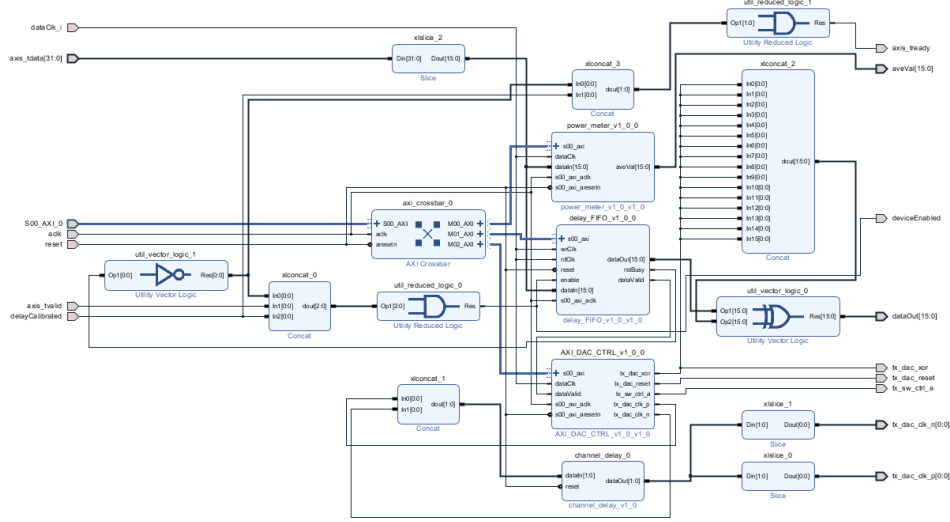 util_reduced_logic_1
Op1[1:0]
Res
Utility Reduced Logic
dataClk_i
axis_tdata[31:0]
xlslice_2
Din[31:0]
Dout[15:0]
Slice
axis_tready
aveVal[15:0]
xlconcat_3
In0[0:0]
In1[0:0]
dout[1:0]
Concat
xlconcat_2
In0[0:0]
In1[0:0]
In2[0:0]
In3[0:0]
In4[0:0]
In5[0:0]
In6[0:0]
In7[0:0]
In8[0:0]
In9[0:0]
In10[0:0]
In11[0:0]
In12[0:0]
In13[0:0]
In14[0:0]
In15[0:0]
dout[15:0]
Concat
power_meter_v1_0_0
s00_axi
dataClk
dataIn[15:0]
s00_axi_aclk
s00_axi_aresetn
aveVal[15:0]
power_meter_v1_0_v1_0
S00_AXI_0
aclk
reset
axi_crossbar_0
S00_AXI
aclk
aresetn
M00_AXI
M01_AXI
M02_AXI
AXI Crossbar
delay_FIFO_v1_0_0
s00_axi
wrClk
rdClk
reset
enable
dataIn[15:0]
s00_axi_aclk
dataOut[15:0]
rstBusy
dataValid
delay_FIFO_v1_0_v1_0
deviceEnabled
util_vector_logic_1
Op1[0:0]
Res[0:0]
Utility Vector Logic
xlconcat_0
In0[0:0]
In1[0:0]
In2[0:0]
dout[2:0]
Concat
axis_tvalid
delayCalibrated
util_reduced_logic_0
Op1[2:0]
Res
Utility Reduced Logic
util_vector_logic_0
Op1[15:0]
Op2[15:0]
Res[15:0]
Utility Vector Logic
dataOut[15:0]
AXI_DAC_CTRL_v1_0_0
s00_axi
dataClk
dataValid
s00_axi_aclk
s00_axi_aresetn
tx_dac_xor
tx_dac_reset
tx_sw_ctrl_a
tx_dac_clk_p
tx_dac_clk_n
AXI_DAC_CTRL_v1_0_v1_0
tx_dac_xor
tx_dac_reset
tx_sw_ctrl_a
xlconcat_1
In0[0:0]
In1[0:0]
dout[1:0]
Concat
xlslice_1
Din[1:0]
Dout[0:0]
Slice
tx_dac_clk_n[0:0]
channel_delay_0
dataIn[1:0]
reset
dataOut[1:0]
channel_delay_v1_0
xlslice_0
Din[1:0]
Dout[0:0]
Slice
tx_dac_clk_p[0:0]